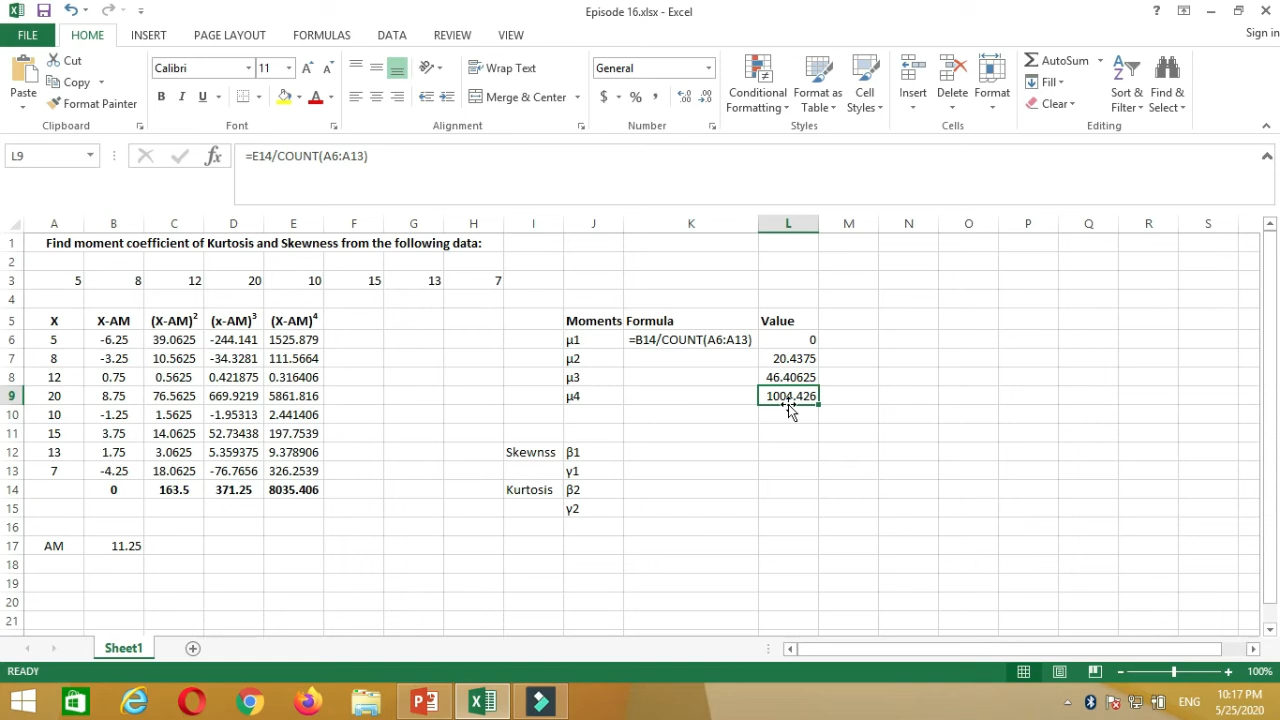 Episode 16.xlsx - Excel
?
FILE HOME INSERT PAGE LAYOUT FORMULAS DATA REVIEW VIEW Sign in
Paste Cut Copy Format Painter
Calibri 11 A A B I U A
Wrap Text Merge & Center
General $ % ,
Conditional Formatting Format as Table Cell Styles
Insert Delete Format
AutoSum Fill Clear Sort & Filter Find & Select
Clipboard Font Alignment Number Styles Cells Editing
L9 fx =E14/COUNT(A6:A13)
A B C D E F G H I J K L M N O P Q R S
1 Find moment coefficient of Kurtosis and Skewness from the following data:
2
3 5 8 12 20 10 15 13 7
4
5 X X-AM (X-AM)² (x-AM)³ (X-AM)⁴ Moments Formula Value
6 5 -6.25 39.0625 -244.141 1525.879 μ1 =B14/COUNT(A6:A13) 0
7 8 -3.25 10.5625 -34.3281 111.5664 μ2 20.4375
8 12 0.75 0.5625 0.421875 0.316406 μ3 46.40625
9 20 8.75 76.5625 669.9219 5861.816 μ4 1004.426
10 10 -1.25 1.5625 -1.95313 2.441406
11 15 3.75 14.0625 52.73438 197.7539
12 13 1.75 3.0625 5.359375 9.378906 Skewnss β1
13 7 -4.25 18.0625 -76.7656 326.2539 γ1
14 0 163.5 371.25 8035.406 Kurtosis β2
15 γ2
16
17 AM 11.25
18
19
20
21
Sheet1
READY 100%
ENG 10:17 PM
5/25/2020